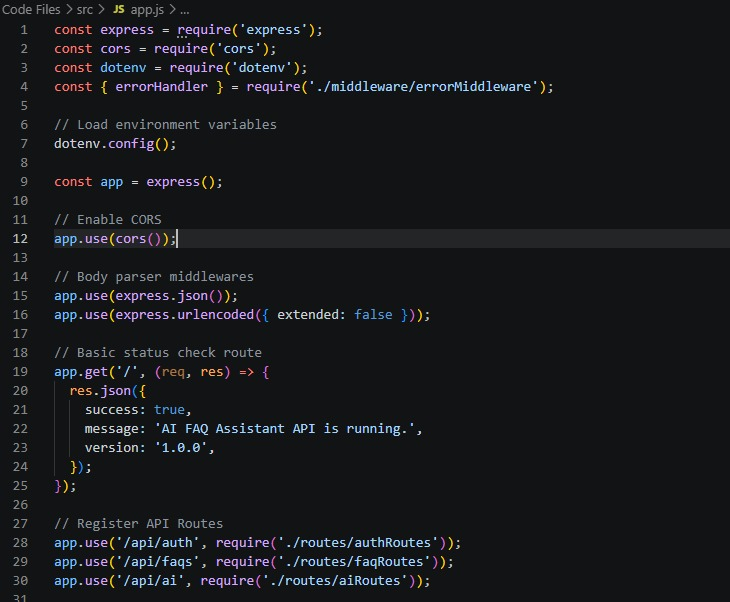 Code Files > src > JS app.js > ...
1 const express = require('express');
2 const cors = require('cors');
3 const dotenv = require('dotenv');
4 const { errorHandler } = require('./middleware/errorMiddleware');
5
6 // Load environment variables
7 dotenv.config();
8
9 const app = express();
10
11 // Enable CORS
12 app.use(cors());
13
14 // Body parser middlewares
15 app.use(express.json());
16 app.use(express.urlencoded({ extended: false }));
17
18 // Basic status check route
19 app.get('/', (req, res) => {
20   res.json({
21     success: true,
22     message: 'AI FAQ Assistant API is running.',
23     version: '1.0.0',
24   });
25 });
26
27 // Register API Routes
28 app.use('/api/auth', require('./routes/authRoutes'));
29 app.use('/api/faqs', require('./routes/faqRoutes'));
30 app.use('/api/ai', require('./routes/aiRoutes'));
31